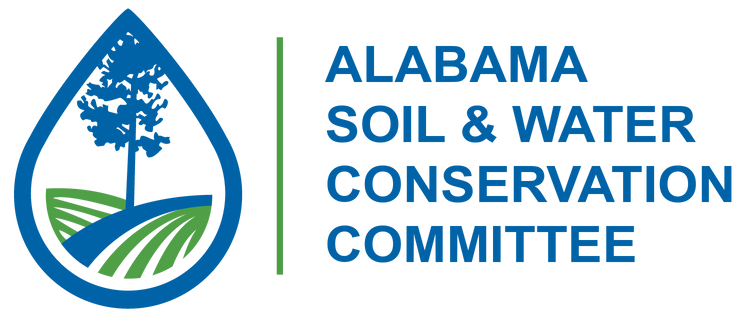 ALABAMA
SOIL & WATER
CONSERVATION
COMMITTEE